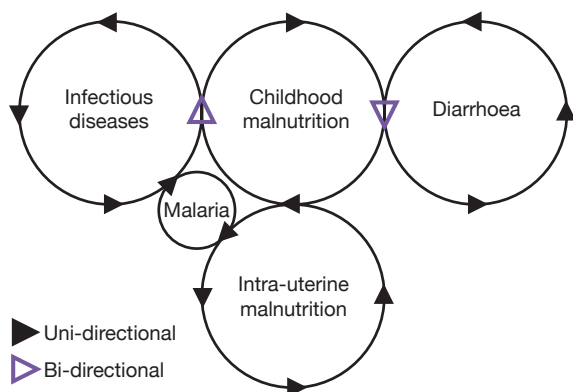 Infectious
diseases
Childhood
malnutrition
Diarrhoea
Malaria
Intra-uterine
malnutrition
Uni-directional
Bi-directional